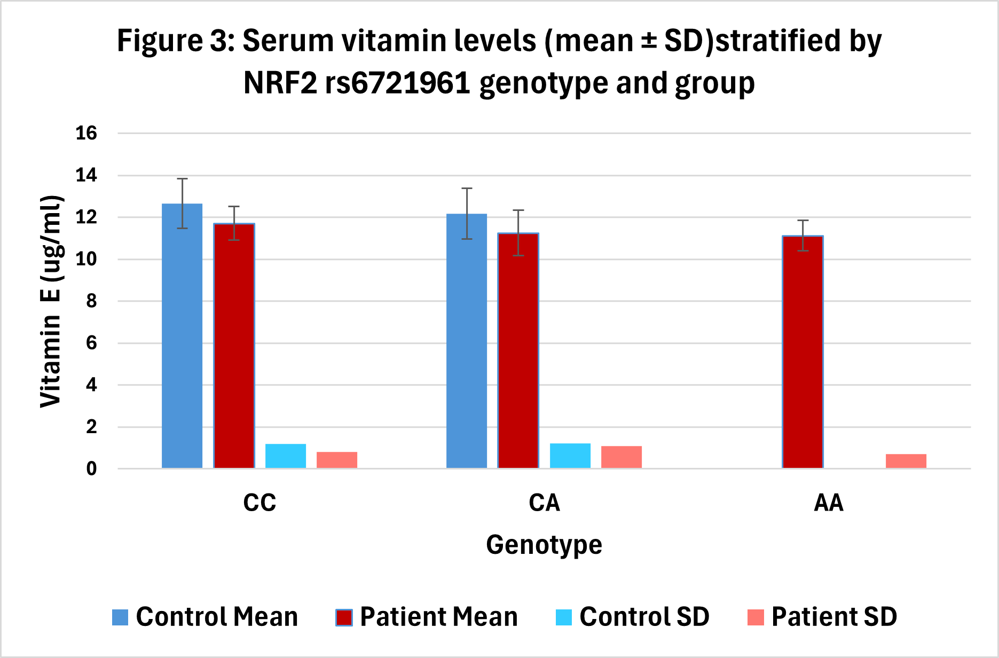 Figure 3: Serum vitamin levels (mean ± SD)stratified by
NRF2 rs6721961 genotype and group
16
14
12
10
8
6
4
2
0
Vitamin E (ug/ml)
CC CA AA
Genotype
Control Mean Patient Mean Control SD Patient SD